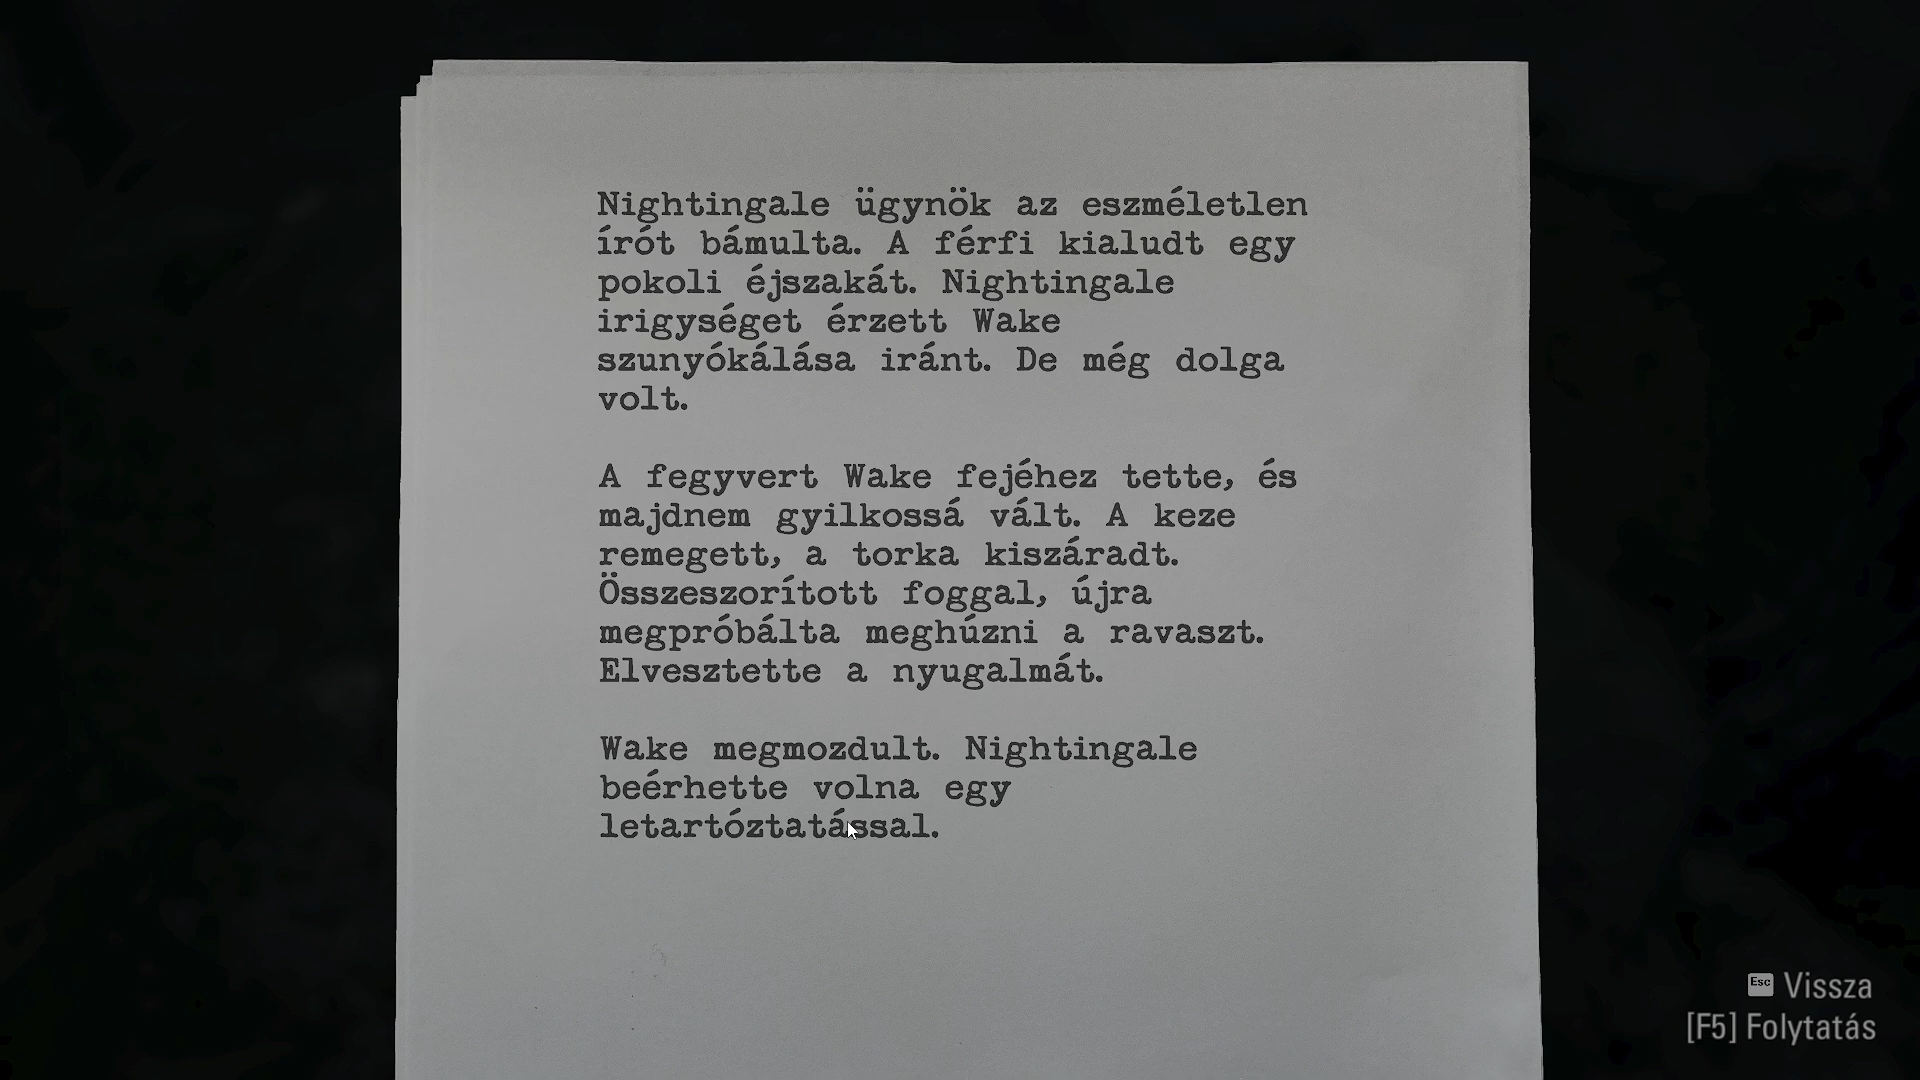 Nightingale ügynök az eszméletlen
írót bámulta. A férfi kialudt egy
pokoli éjszakát. Nightingale
irigységet érzett Wake
szunyókálása iránt. De még dolga
volt.
A fegyvert Wake fejéhez tette, és
majdnem gyilkossá vált. A keze
remegett, a torka kiszáradt.
Összeszorított foggal, újra
megpróbálta meghúzni a ravaszt.
Elvesztette a nyugalmát.
Wake megmozdult. Nightingale
beérhette volna egy
letartóztatással.
Esc Vissza
[F5] Folytatás